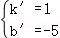 k′ =1
b′=-5